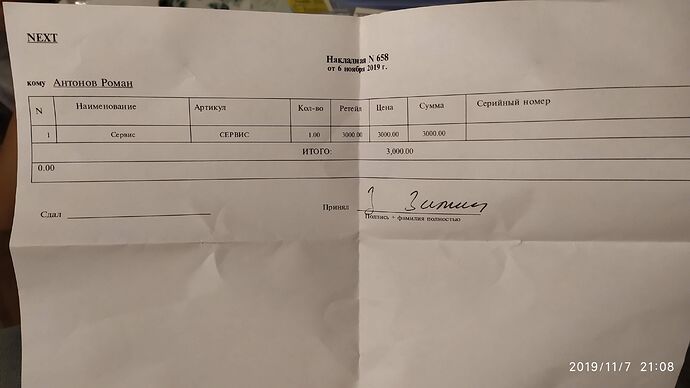 NEXT
Накладная N 658
от 6 ноября 2019 г.
кому Антонов Роман
N Наименование Артикул Кол-во Ретейл Цена Сумма Серийный номер
1 Сервис СЕРВИС 1.00 3000.00 3000.00 3000.00
ИТОГО: 3,000.00
0.00
Сдал Принял
Подпись + фамилия полностью
2019/11/7 21:08